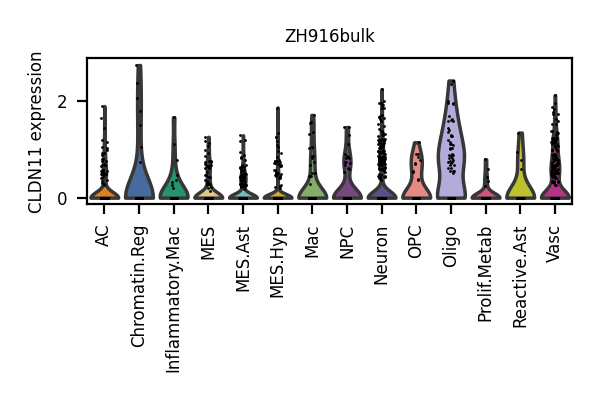 ZH916bulk
CLDN11 expression
2
0
AC
Chromatin.Reg
Inflammatory.Mac
MES
MES.Ast
MES.Hyp
Mac
NPC
Neuron
OPC
Oligo
Prolif.Metab
Reactive.Ast
Vasc